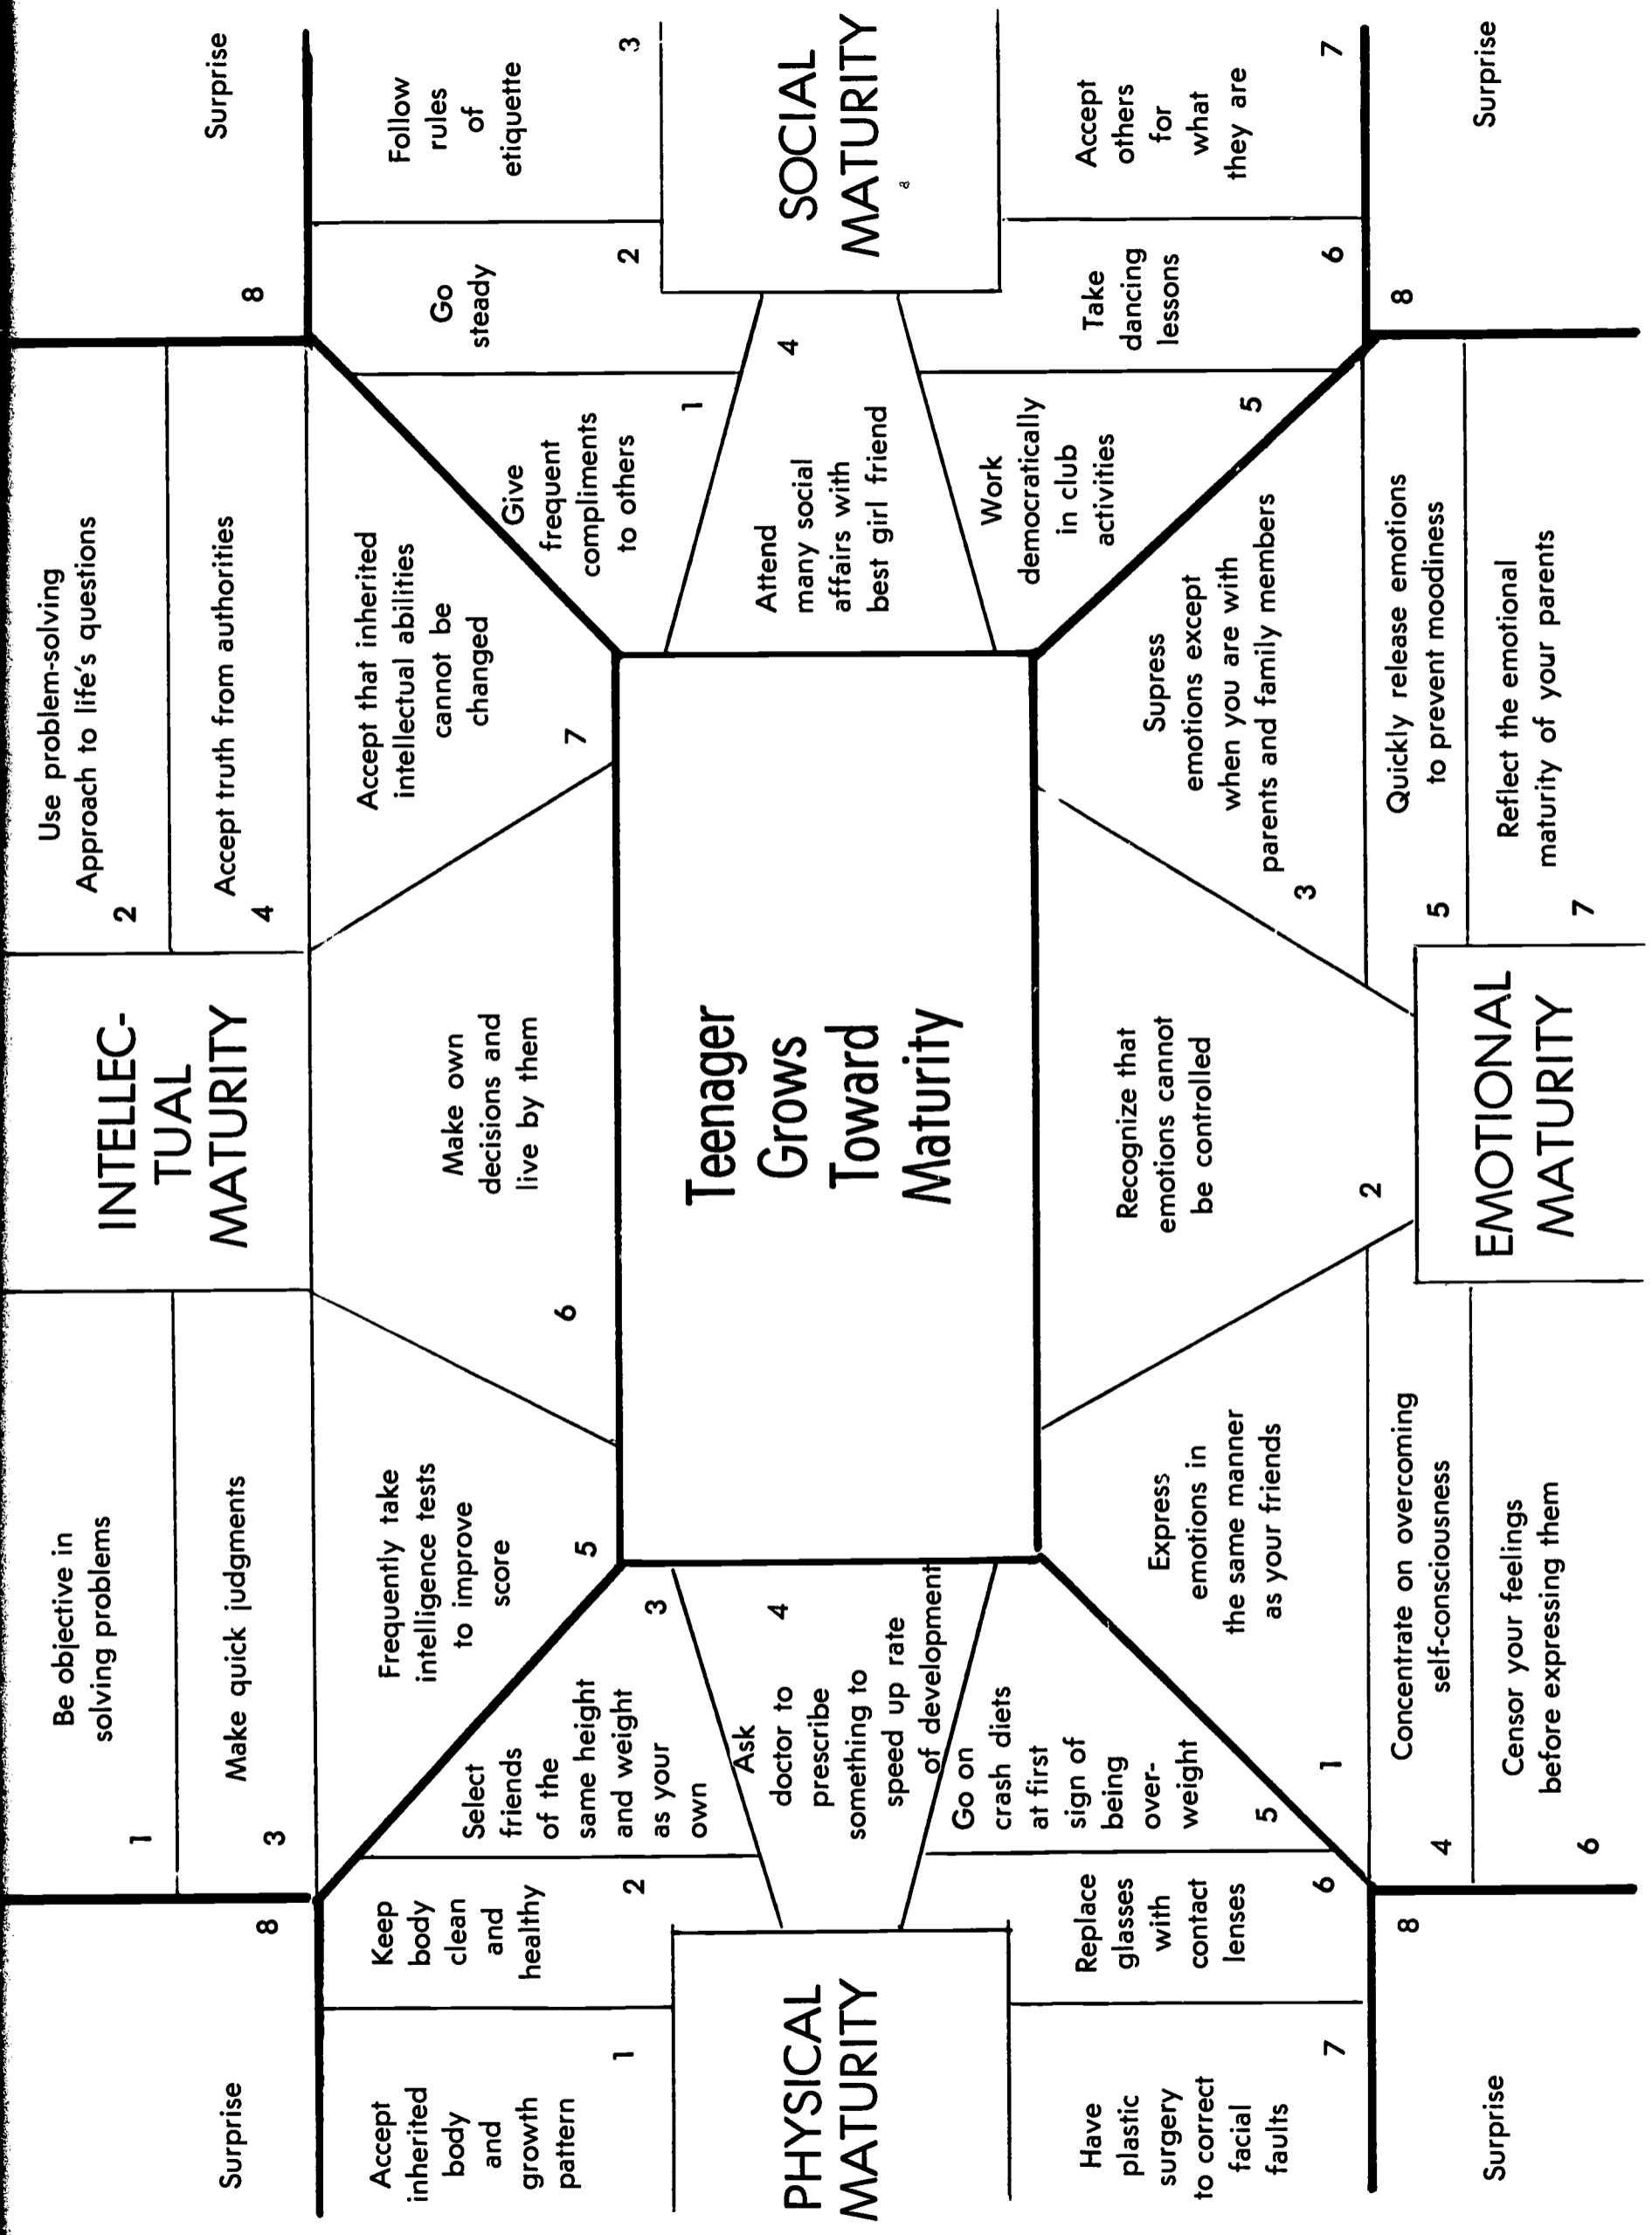 Surprise
8
Be objective in
solving problems
1
Make quick judgments
3
INTELLEC-
TUAL
MATURITY
Use problem-solving
Approach to life's questions
2
Accept truth from authorities
4
Surprise
8
Frequently take
intelligence tests
to improve
score
5
Make own
decisions and
live by them
6
Accept that inherited
intellectual abilities
cannot be
changed
7
Accept
inherited
body
and
growth
pattern
1
Keep
body
clean
and
healthy
2
Select
friends
of the
same height
and weight
as your
own
3
PHYSICAL
MATURITY
Ask
doctor to
prescribe
something to
speed up rate
of development
4
Go on
crash diets
at first
sign of
being
over-
weight
5
Replace
glasses
with
contact
lenses
6
Have
plastic
surgery
to correct
facial
faults
7
Teenager
Grows
Toward
Maturity
Give
frequent
compliments
to others
1
Go
steady
2
Follow
rules
of
etiquette
3
Attend
many social
affairs with
best girl friend
4
SOCIAL
MATURITY
Work
democratically
in club
activities
5
Take
dancing
lessons
6
Accept
others
for
what
they are
7
Express
emotions in
the same manner
as your friends
1
Recognize that
emotions cannot
be controlled
2
Supress
emotions except
when you are with
parents and family members
3
Surprise
8
Concentrate on overcoming
self-consciousness
4
Censor your feelings
before expressing them
6
EMOTIONAL
MATURITY
Quickly release emotions
to prevent moodiness
5
Reflect the emotional
maturity of your parents
7
Surprise
8